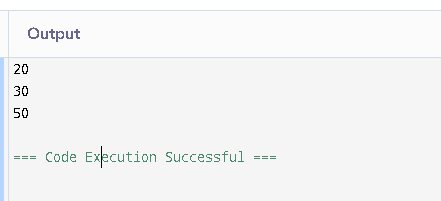 Output
20
30
50
=== Code Execution Successful ===